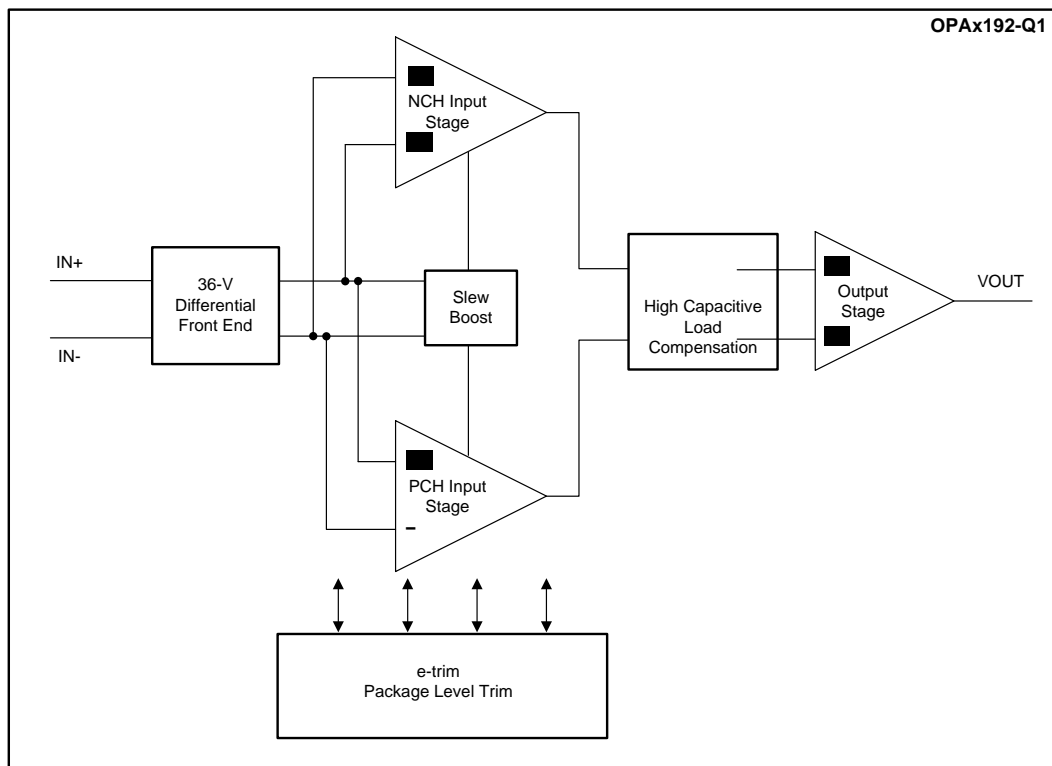 OPAx192-Q1
NCH Input
Stage
IN+
36-V
Differential
Front End
Slew
Boost
IN-
High Capacitive
Load
Compensation
Output
Stage
VOUT
PCH Input
Stage
-
e-trim
Package Level Trim